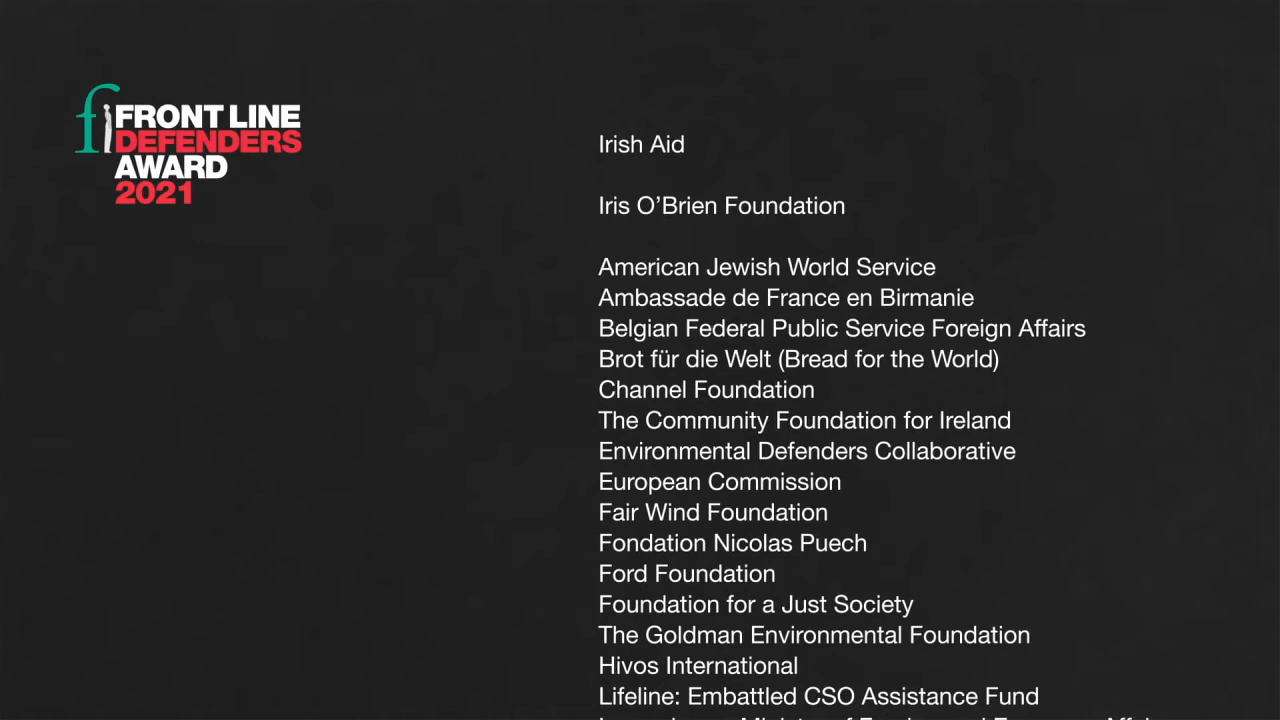 FRONT LINE
DEFENDERS
AWARD
2021
Irish Aid
Iris O’Brien Foundation
American Jewish World Service
Ambassade de France en Birmanie
Belgian Federal Public Service Foreign Affairs
Brot für die Welt (Bread for the World)
Channel Foundation
The Community Foundation for Ireland
Environmental Defenders Collaborative
European Commission
Fair Wind Foundation
Fondation Nicolas Puech
Ford Foundation
Foundation for a Just Society
The Goldman Environmental Foundation
Hivos International
Lifeline: Embattled CSO Assistance Fund